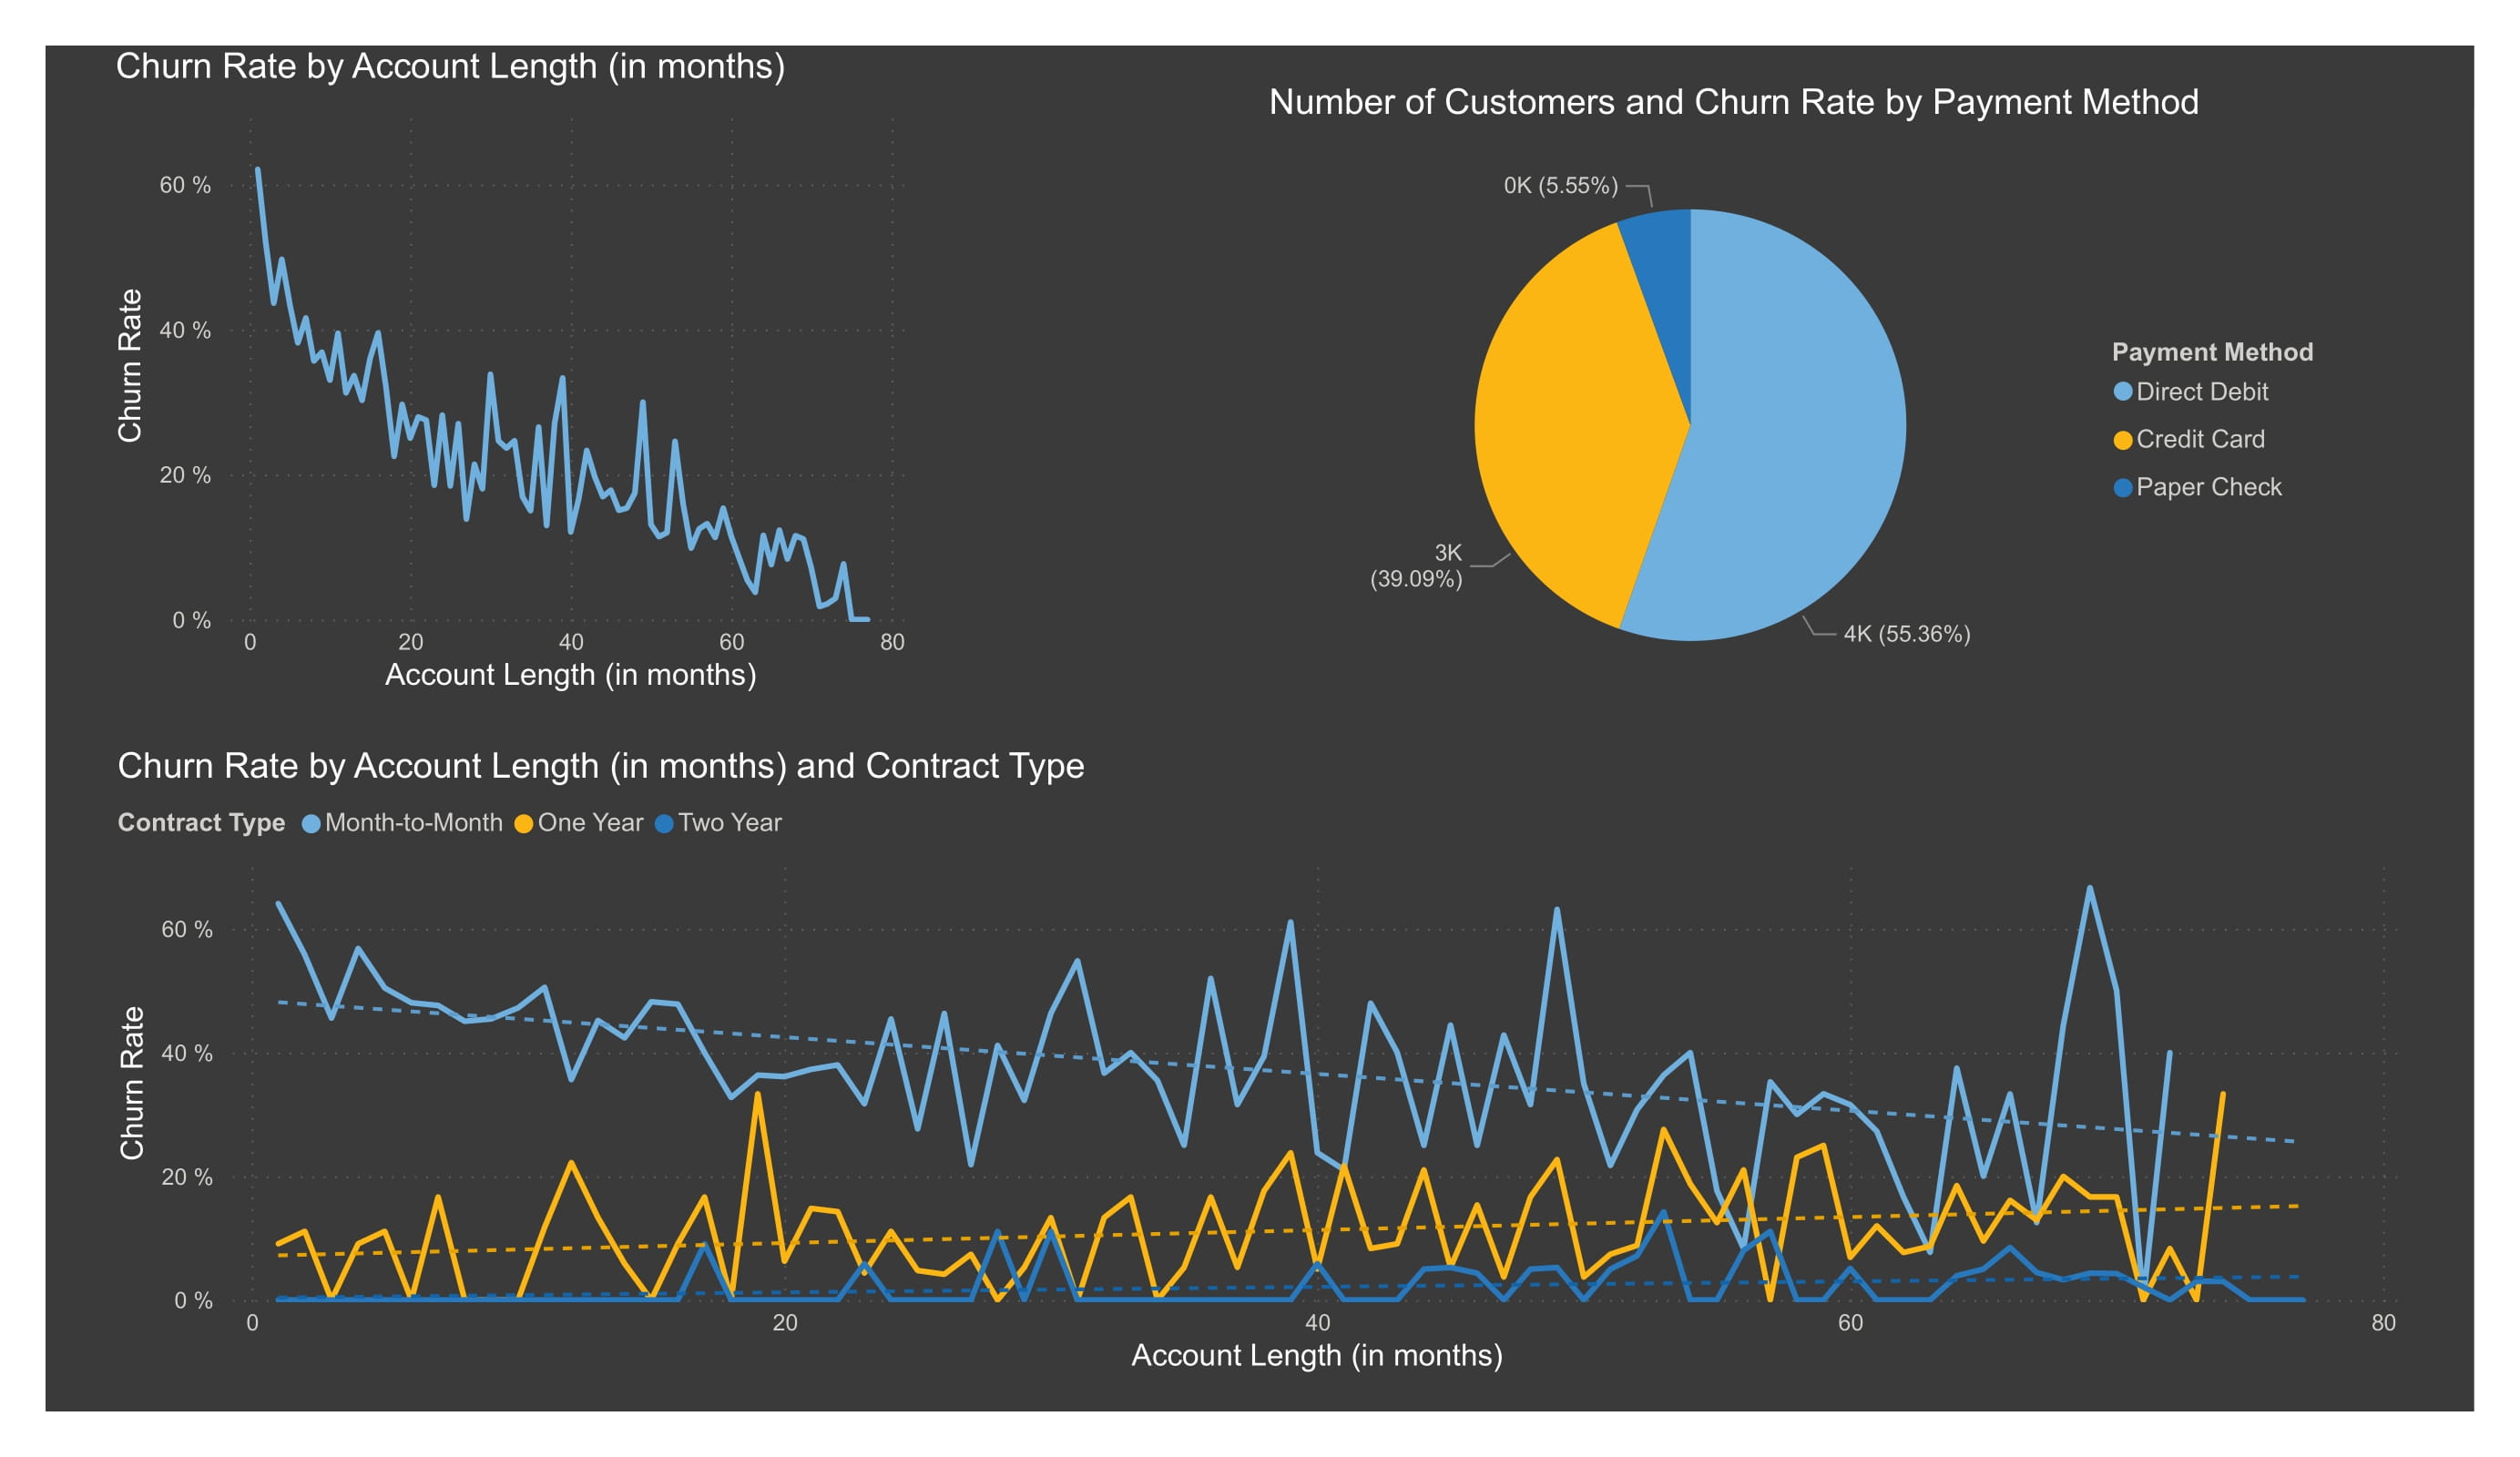 Churn Rate by Account Length (in months)
60 %
40 %
20 %
0 %
Churn Rate
0 20 40 60 80
Account Length (in months)
Number of Customers and Churn Rate by Payment Method
0K (5.55%)
3K
(39.09%)
4K (55.36%)
Payment Method
Direct Debit
Credit Card
Paper Check
Churn Rate by Account Length (in months) and Contract Type
Contract Type Month-to-Month One Year Two Year
60 %
40 %
20 %
0 %
Churn Rate
0 20 40 60 80
Account Length (in months)